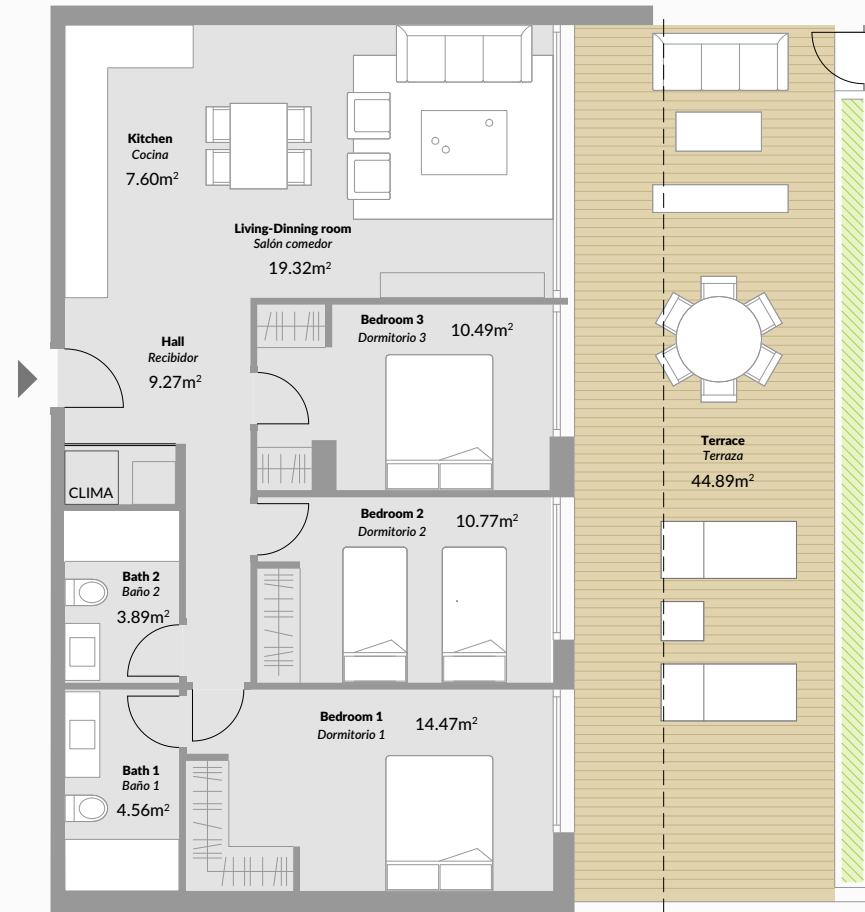 Kitchen
Cocina
7.60m²
Living-Dinning room
Salón comedor
19.32m²
Hall
Recibidor
9.27m²
Bedroom 3
Dormitorio 3
10.49m²
Terrace
Terraza
44.89m²
CLIMA
Bedroom 2
Dormitorio 2
10.77m²
Bath 2
Baño 2
3.89m²
Bedroom 1
Dormitorio 1
14.47m²
Bath 1
Baño 1
4.56m²